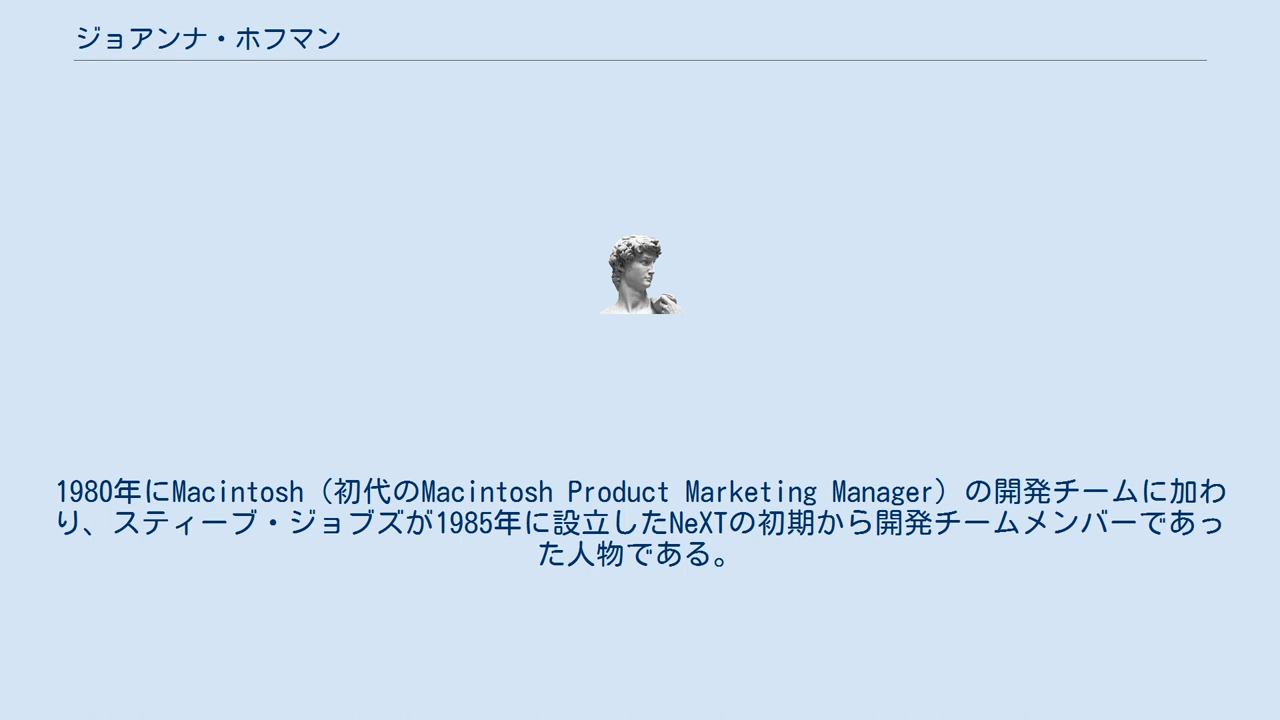 ジョアンナ・ホフマン
1980年にMacintosh（初代のMacintosh Product Marketing Manager）の開発チームに加わ
り、スティーブ・ジョブズが1985年に設立したNeXTの初期から開発チームメンバーであっ
た人物である。